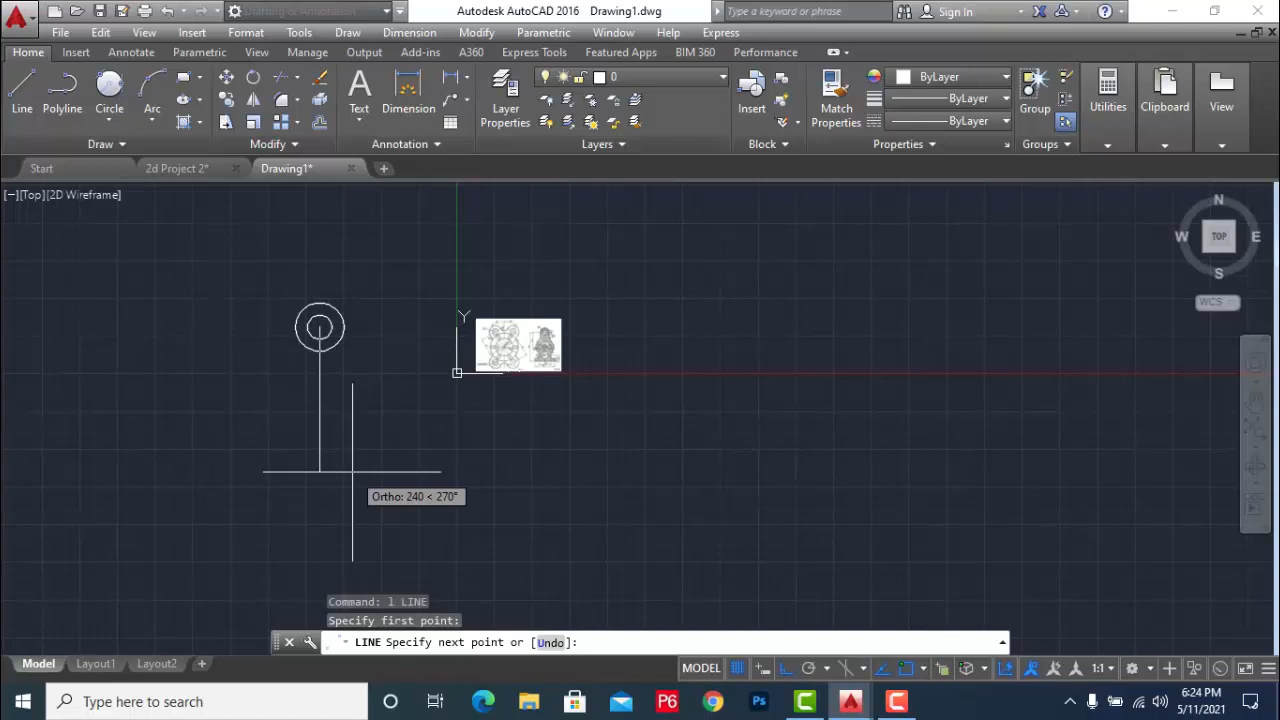 Drafting & Annotation
Autodesk AutoCAD 2016 Drawing1.dwg
Type a keyword or phrase
Sign In
File Edit View Insert Format Tools Draw Dimension Modify Parametric Window Help Express
Home Insert Annotate Parametric View Manage Output Add-ins A360 Express Tools Featured Apps BIM 360 Performance
Line Polyline Circle Arc
Text Dimension
Layer Properties
0
Insert
Match Properties
ByLayer
ByLayer
ByLayer
Group
Utilities
Clipboard
View
Draw Modify Annotation Layers Block Properties Groups
Start
2d Project 2*
Drawing1*
[−][Top][2D Wireframe]
N
W TOP E
S
WCS
Y
Ortho: 240 < 270°
Command: l LINE
Specify first point:
LINE Specify next point or [Undo]:
Model Layout1 Layout2
MODEL
1:1
Type here to search
P6
Ps
6:24 PM
5/11/2021